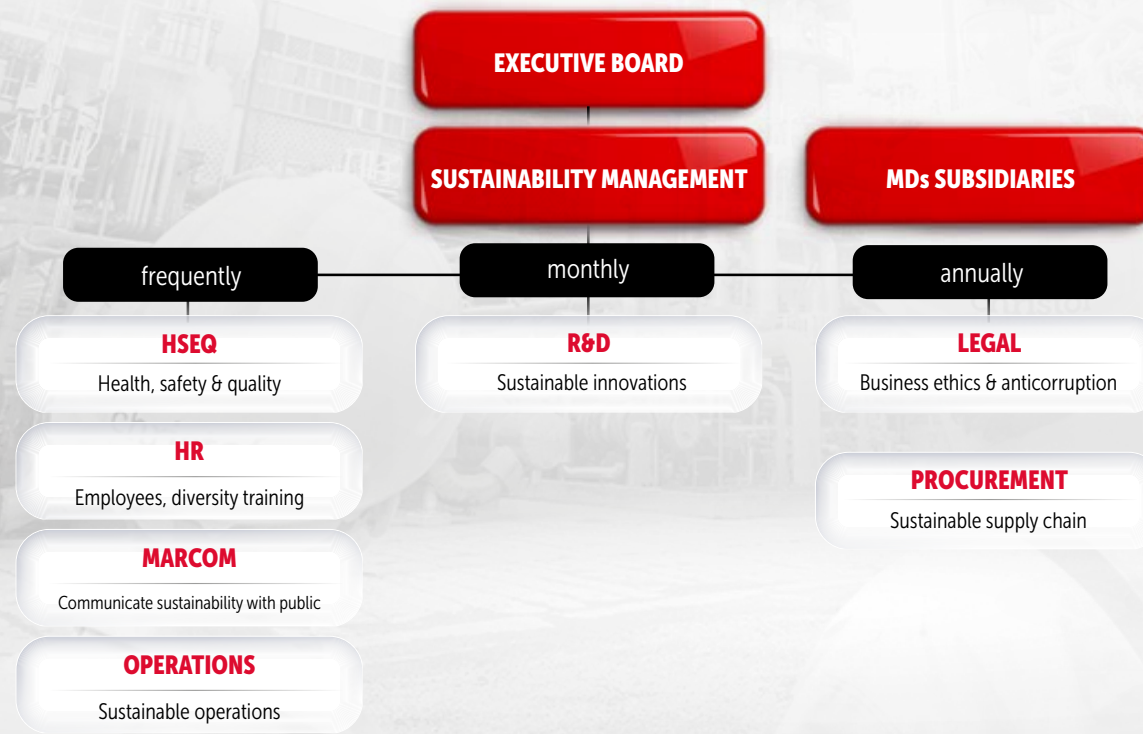 EXECUTIVE BOARD
SUSTAINABILITY MANAGEMENT
MDs SUBSIDIARIES
frequently
monthly
annually
HSEQ
Health, safety & quality
R&D
Sustainable innovations
LEGAL
Business ethics & anticorruption
HR
Employees, diversity training
PROCUREMENT
Sustainable supply chain
MARCOM
Communicate sustainability with public
OPERATIONS
Sustainable operations